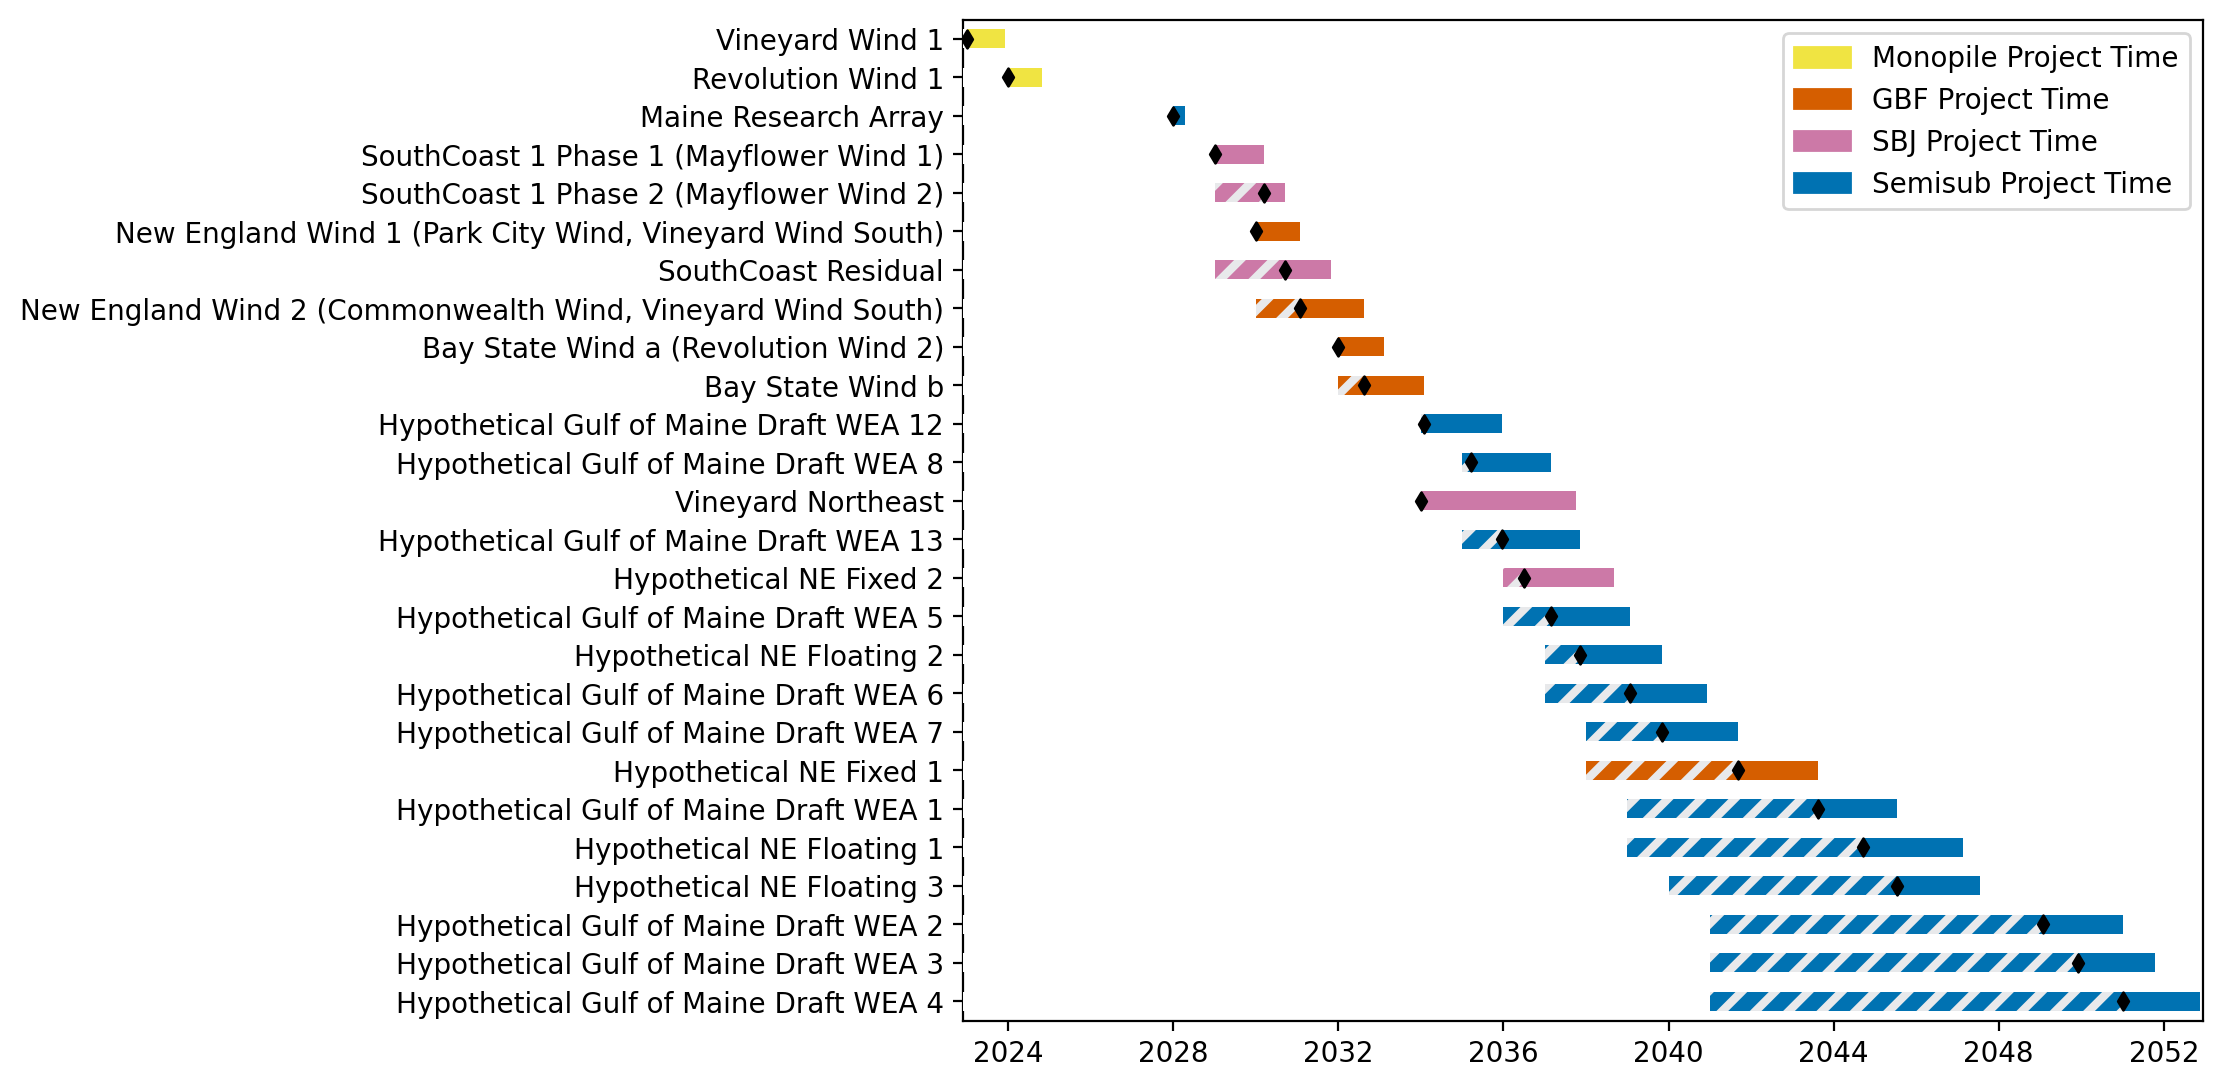 Vineyard Wind 1
Revolution Wind 1
Maine Research Array
SouthCoast 1 Phase 1 (Mayflower Wind 1)
SouthCoast 1 Phase 2 (Mayflower Wind 2)
New England Wind 1 (Park City Wind, Vineyard Wind South)
SouthCoast Residual
New England Wind 2 (Commonwealth Wind, Vineyard Wind South)
Bay State Wind a (Revolution Wind 2)
Bay State Wind b
Hypothetical Gulf of Maine Draft WEA 12
Hypothetical Gulf of Maine Draft WEA 8
Vineyard Northeast
Hypothetical Gulf of Maine Draft WEA 13
Hypothetical NE Fixed 2
Hypothetical Gulf of Maine Draft WEA 5
Hypothetical NE Floating 2
Hypothetical Gulf of Maine Draft WEA 6
Hypothetical Gulf of Maine Draft WEA 7
Hypothetical NE Fixed 1
Hypothetical Gulf of Maine Draft WEA 1
Hypothetical NE Floating 1
Hypothetical NE Floating 3
Hypothetical Gulf of Maine Draft WEA 2
Hypothetical Gulf of Maine Draft WEA 3
Hypothetical Gulf of Maine Draft WEA 4
Monopile Project Time
GBF Project Time
SBJ Project Time
Semisub Project Time
2024 2028 2032 2036 2040 2044 2048 2052